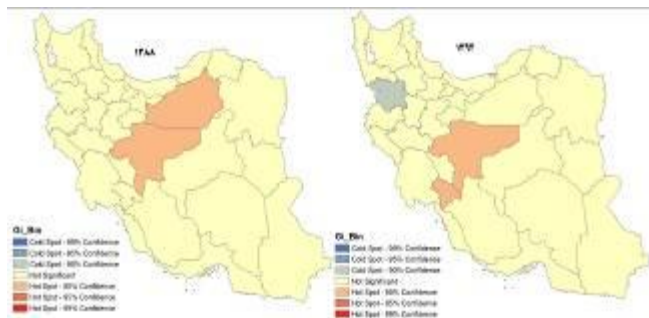 ۱۳۸۸
Gi_Bin
Cold Spot - 99% Confidence
Cold Spot - 95% Confidence
Cold Spot - 90% Confidence
Not Significant
Hot Spot - 90% Confidence
Hot Spot - 95% Confidence
Hot Spot - 99% Confidence
Gi_Bin
Cold Spot - 99% Confidence
Cold Spot - 95% Confidence
Cold Spot - 90% Confidence
Not Significant
Hot Spot - 90% Confidence
Hot Spot - 95% Confidence
Hot Spot - 99% Confidence